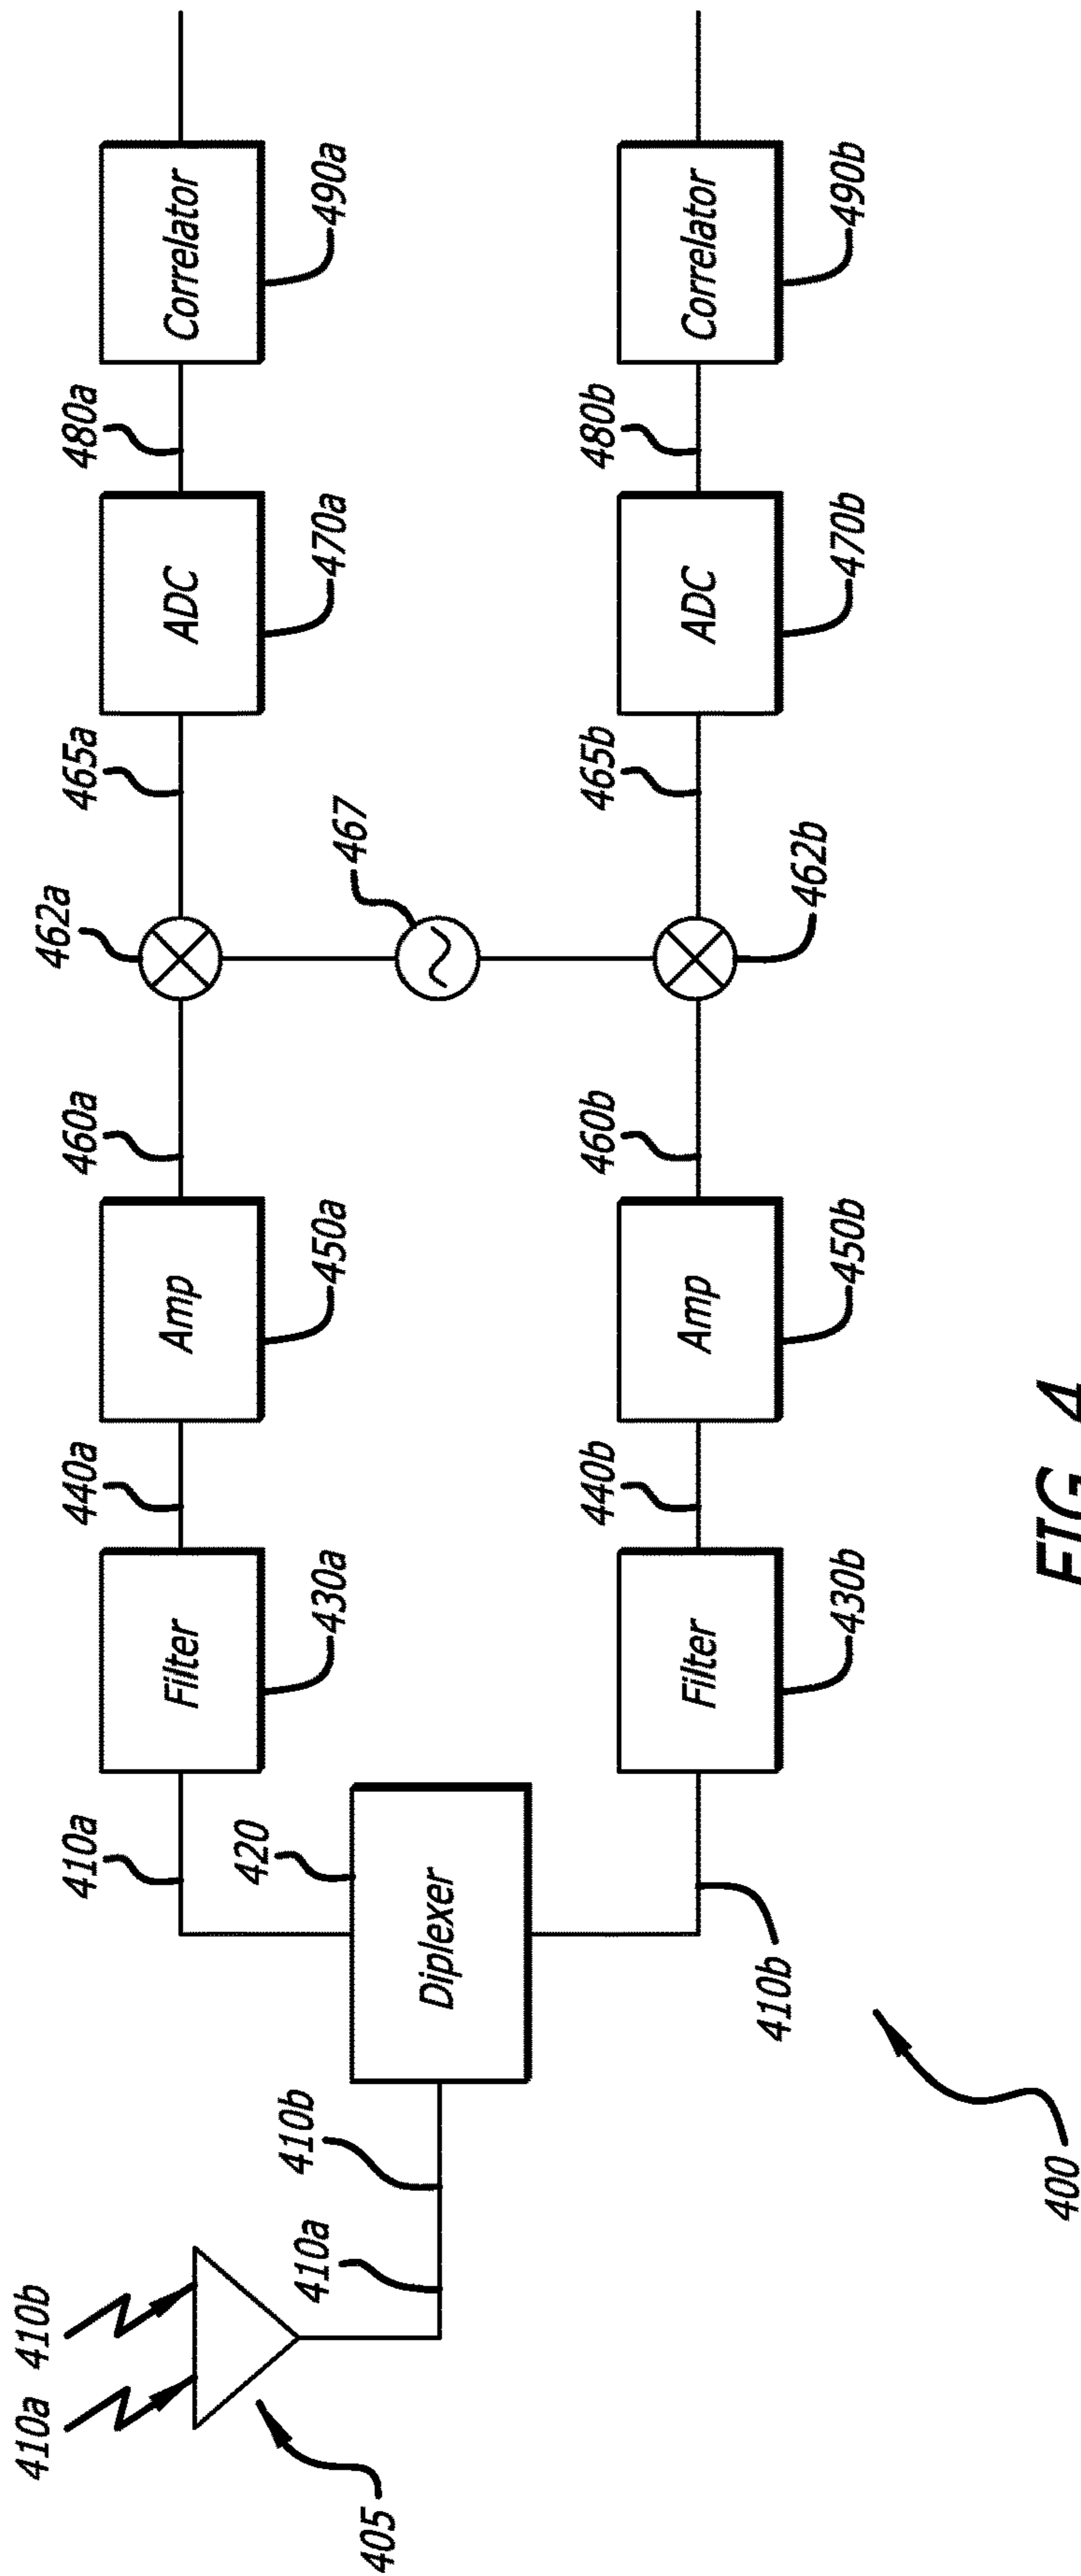 410a
410b
405
410a
410b
Diplexer
420
410a
410b
Filter
430a
440a
Amp
450a
460a
462a
467
465a
ADC
470a
480a
Correlator
490a
Filter
430b
440b
Amp
450b
460b
462b
465b
ADC
470b
480b
Correlator
490b
400
FIG. 4